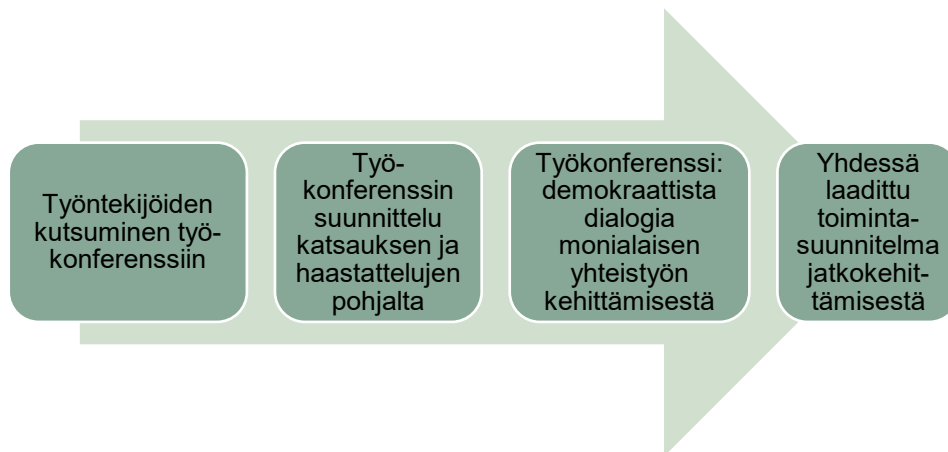 Työntekijöiden
kutsuminen työ-
konferenssiin
Työ-
konferenssin
suunnittelu
katsauksen ja
haastattelujen
pohjalta
Työkonferenssi:
demokraattista
dialogia
monialaisen
yhteistyön
kehittämisestä
Yhdessä
laadittu
toiminta-
suunnitelma
jatkokehit-
tämisestä